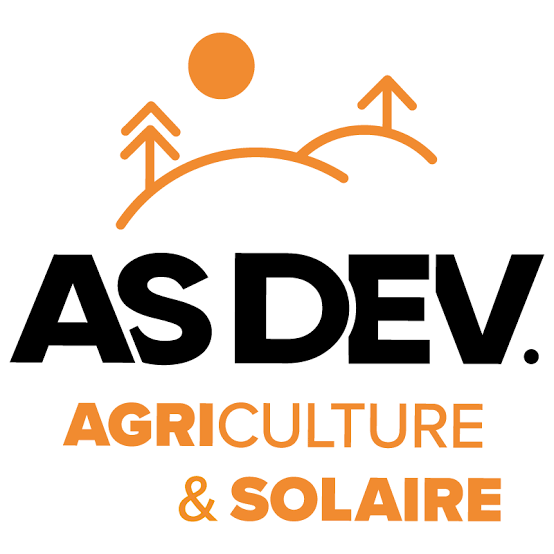 AS DEV.
AGRICULTURE
& SOLAIRE